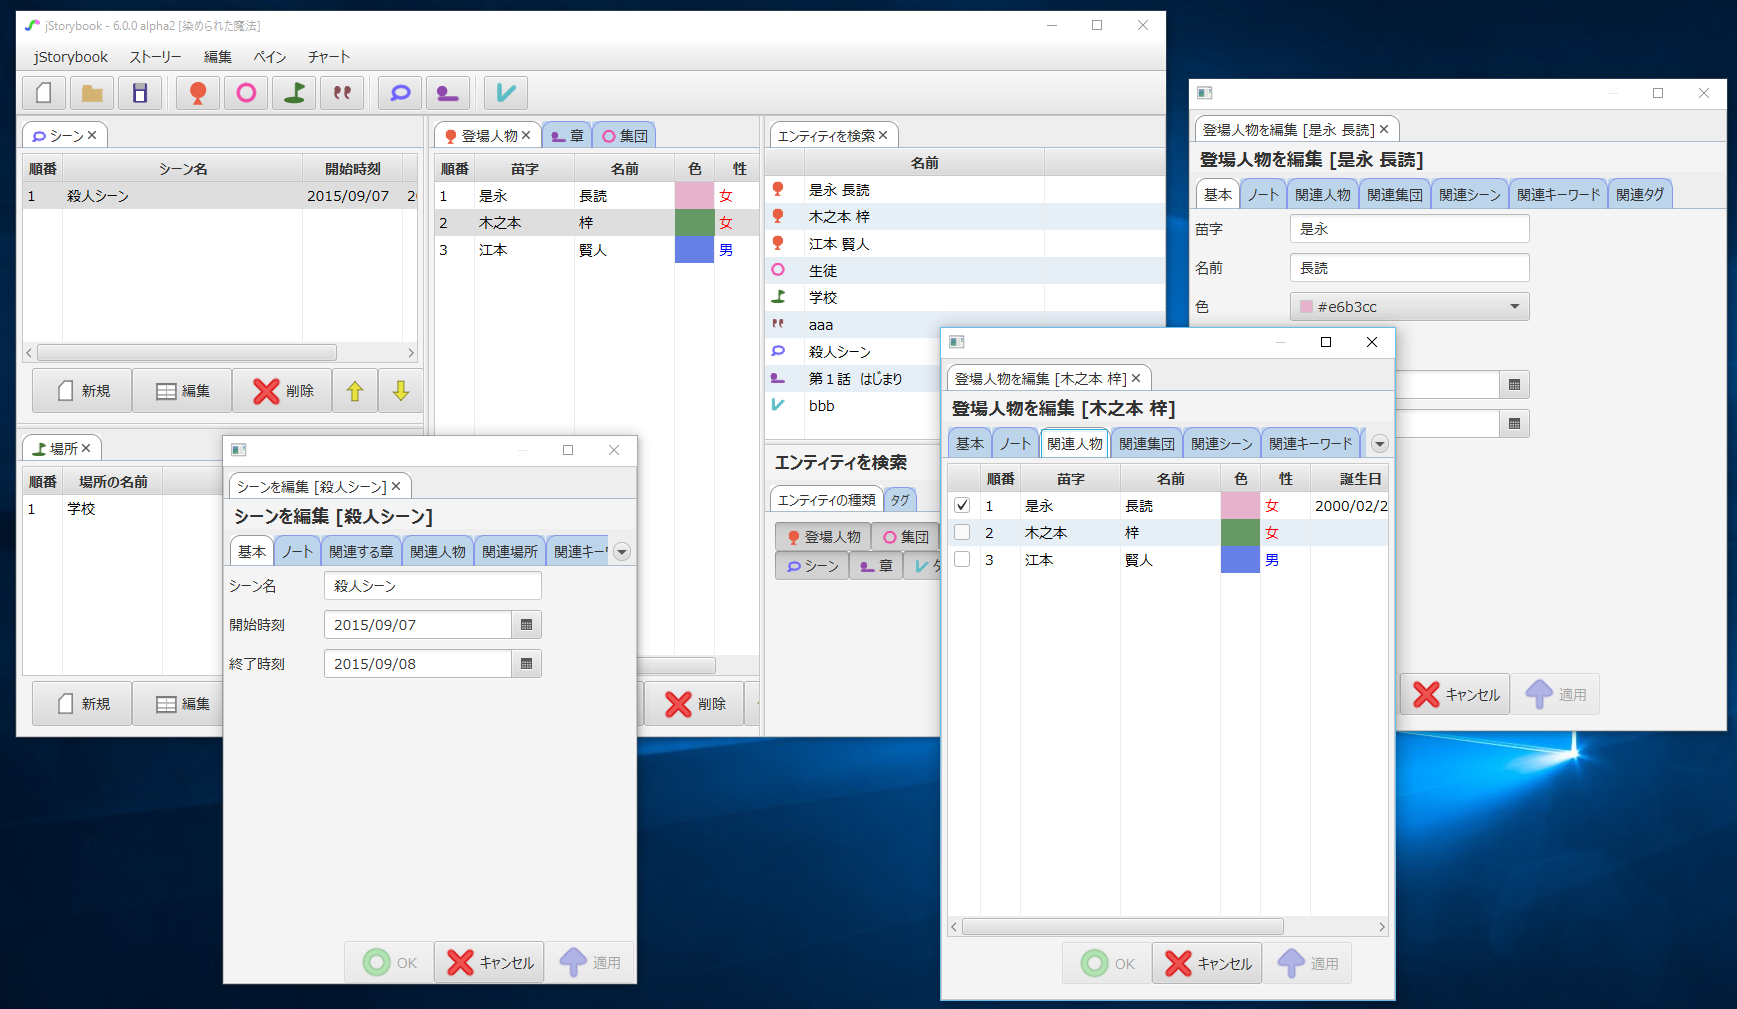 jStorybook - 6.0.0 alpha2 [染められた魔法]
jStorybook ストーリー 編集 ペイン チャート
シーン
順番 シーン名 開始時刻
1 殺人シーン 2015/09/07 20
新規 編集 削除
場所
順番 場所の名前
1 学校
新規 編集
登場人物 章 集団
順番 苗字 名前 色 性
1 是永 長読 女
2 木之本 梓 女
3 江本 賢人 男
削除
エンティティを検索
名前
是永 長読
木之本 梓
江本 賢人
生徒
学校
aaa
殺人シーン
第１話 はじまり
bbb
エンティティを検索
エンティティの種類 タグ
登場人物 集団
シーン 章
シーンを編集 [殺人シーン]
シーンを編集 [殺人シーン]
基本 ノート 関連する章 関連人物 関連場所 関連キー
シーン名 殺人シーン
開始時刻 2015/09/07
終了時刻 2015/09/08
OK キャンセル 適用
登場人物を編集 [是永 長読]
登場人物を編集 [是永 長読]
基本 ノート 関連人物 関連集団 関連シーン 関連キーワード 関連タグ
苗字 是永
名前 長読
色 #e6b3cc
キャンセル 適用
登場人物を編集 [木之本 梓]
登場人物を編集 [木之本 梓]
基本 ノート 関連人物 関連集団 関連シーン 関連キーワード
順番 苗字 名前 色 性 誕生日
1 是永 長読 女 2000/02/2
2 木之本 梓 女
3 江本 賢人 男
OK キャンセル 適用